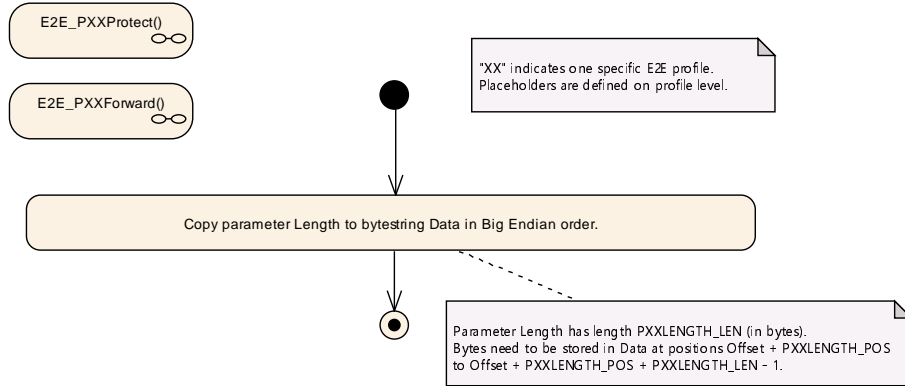 E2E_PXXProtect()
E2E_PXXForward()
"XX" indicates one specific E2E profile.
Placeholders are defined on profile level.
Copy parameter Length to bytestring Data in Big Endian order.
Parameter Length has length PXXLENGTH_LEN (in bytes).
Bytes need to be stored in Data at positions Offset + PXXLENGTH_POS
to Offset + PXXLENGTH_POS + PXXLENGTH_LEN - 1.